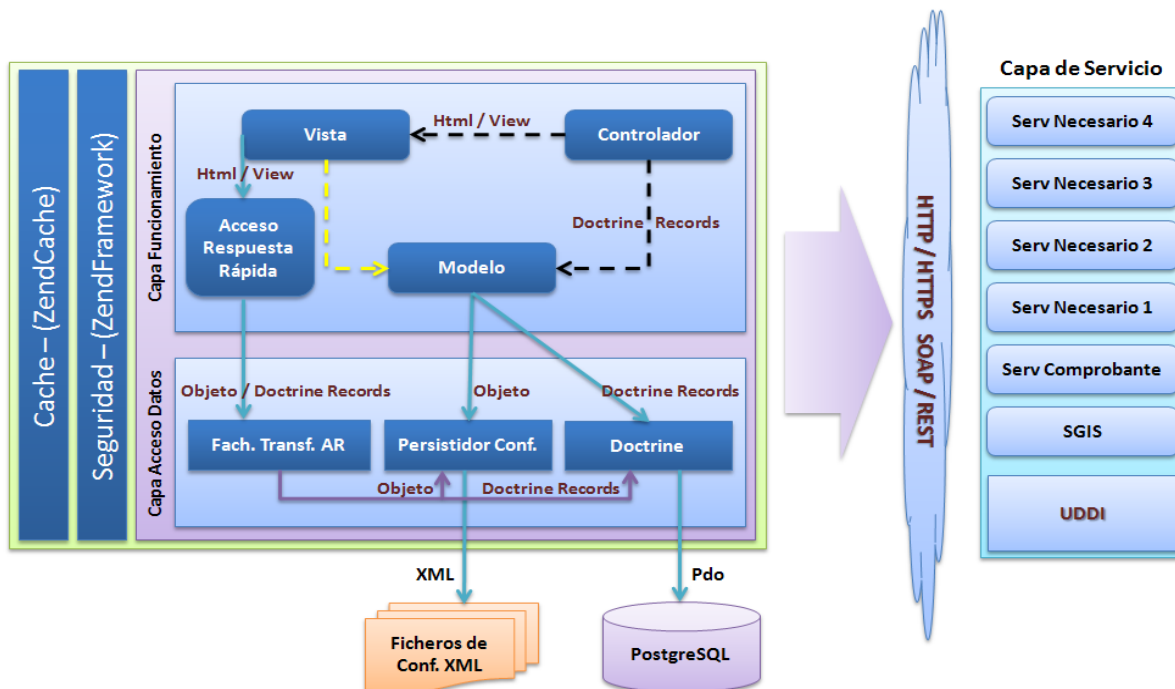 Cache – (ZendCache)
Seguridad – (ZendFramework)
Capa Funcionamiento
Vista
Html / View
Controlador
Html / View
Acceso
Respuesta
Rápida
Doctrine Records
Modelo
Capa Acceso Datos
Objeto / Doctrine Records
Objeto
Doctrine Records
Fach. Transf. AR
Persistidor Conf.
Doctrine
Objeto
Doctrine Records
XML
Pdo
Ficheros de
Conf. XML
PostgreSQL
HTTP / HTTPS SOAP / REST
Capa de Servicio
Serv Necesario 4
Serv Necesario 3
Serv Necesario 2
Serv Necesario 1
Serv Comprobante
SGIS
UDDI